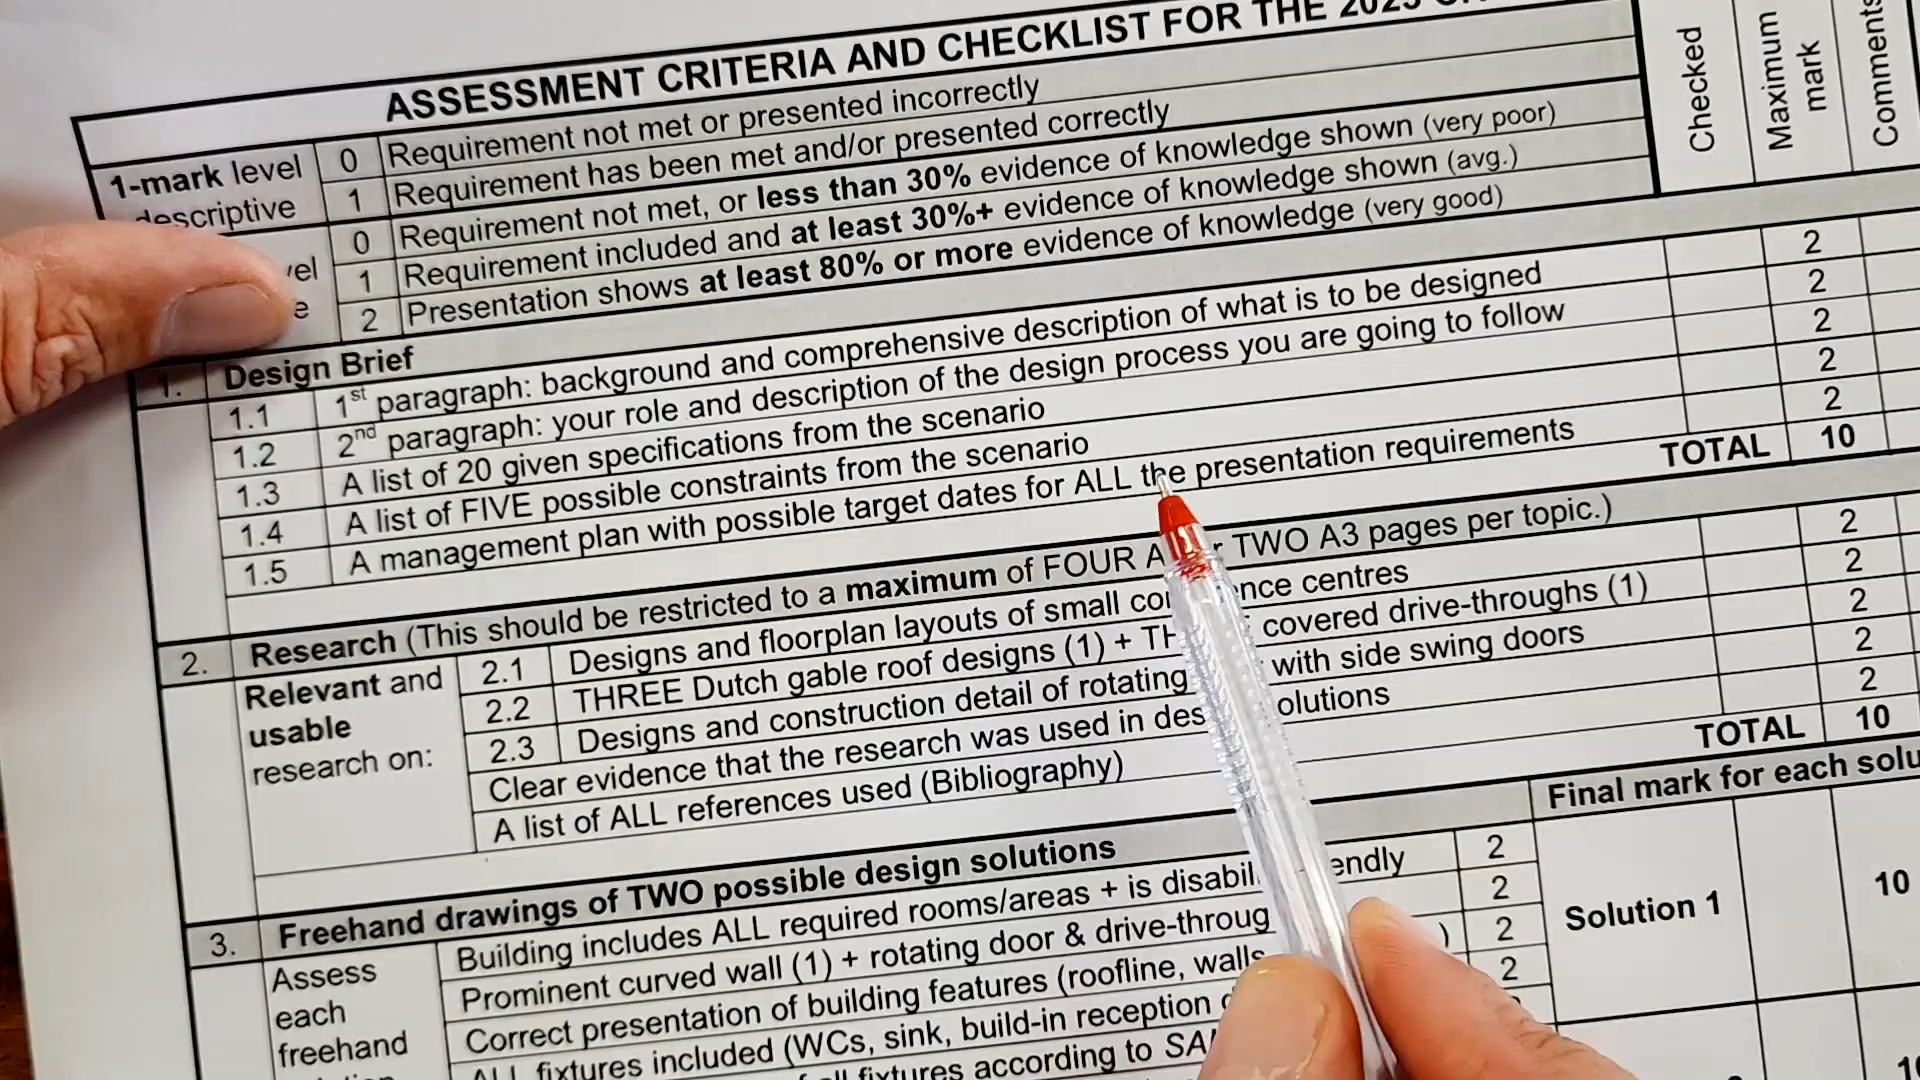 ASSESSMENT CRITERIA AND CHECKLIST FOR THE
Checked
Maximum mark
Comments
1-mark level descriptive
0 Requirement not met or presented incorrectly
1 Requirement has been met and/or presented correctly
0 Requirement not met, or less than 30% evidence of knowledge shown (very poor)
1 Requirement included and at least 30%+ evidence of knowledge shown (avg.)
2 Presentation shows at least 80% or more evidence of knowledge (very good)
1. Design Brief
1.1 1st paragraph: background and comprehensive description of what is to be designed 2
1.2 2nd paragraph: your role and description of the design process you are going to follow 2
1.3 A list of 20 given specifications from the scenario 2
1.4 A list of FIVE possible constraints from the scenario 2
1.5 A management plan with possible target dates for ALL the presentation requirements 2
TOTAL 10
2. Research (This should be restricted to a maximum of FOUR TWO A3 pages per topic.)
Relevant and usable research on:
2.1 Designs and floorplan layouts of small centres 2
2.2 THREE Dutch gable roof designs (1) + covered drive-throughs (1) 2
2.3 Designs and construction detail of rotating with side swing doors 2
Clear evidence that the research was used in 2
A list of ALL references used (Bibliography) 2
TOTAL 10
3. Freehand drawings of TWO possible design solutions
Final mark for each
Assess each freehand
Building includes ALL required rooms/areas + is 2
Prominent curved wall (1) + rotating door & 2
Correct presentation of building features (roofline, walls 2
ALL fixtures included (WCs, sink, build-in reception 2
fixtures according to
Solution 1
10